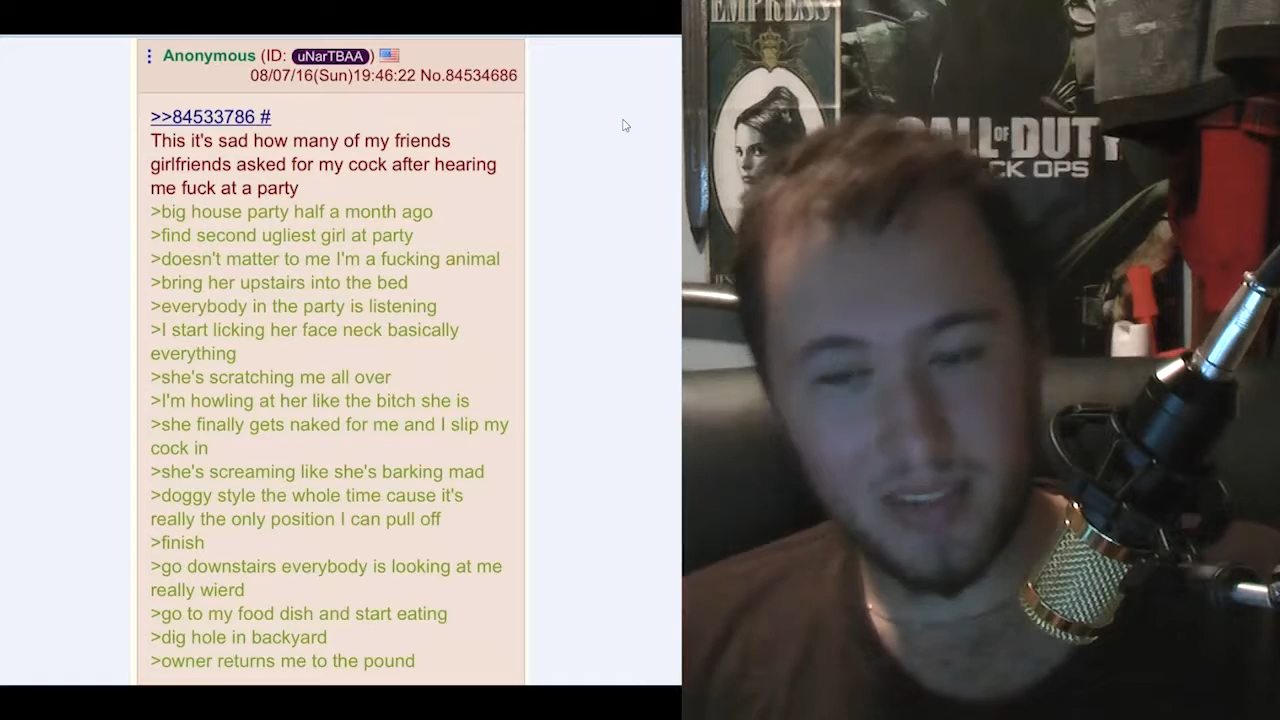 Anonymous (ID: uNarTBAA)
08/07/16(Sun)19:46:22 No.84534686
>>84533786 #
This it's sad how many of my friends
girlfriends asked for my cock after hearing
me fuck at a party
>big house party half a month ago
>find second ugliest girl at party
>doesn't matter to me I'm a fucking animal
>bring her upstairs into the bed
>everybody in the party is listening
>I start licking her face neck basically
everything
>she's scratching me all over
>I'm howling at her like the bitch she is
>she finally gets naked for me and I slip my
cock in
>she's screaming like she's barking mad
>doggy style the whole time cause it's
really the only position I can pull off
>finish
>go downstairs everybody is looking at me
really wierd
>go to my food dish and start eating
>dig hole in backyard
>owner returns me to the pound
EMPRESS
CALL OF DUTY
CK OPS